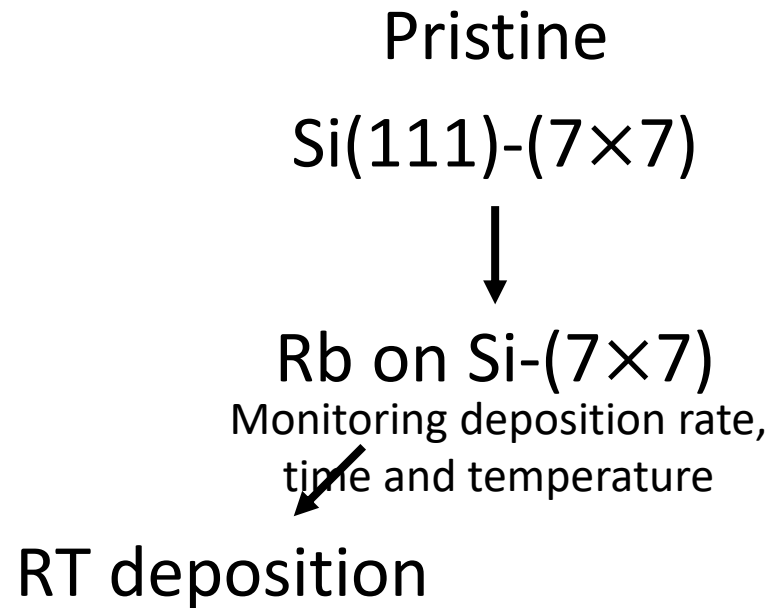 Pristine
Si(111)-(7×7)
Rb on Si-(7×7)
Monitoring deposition rate,
time and temperature
RT deposition